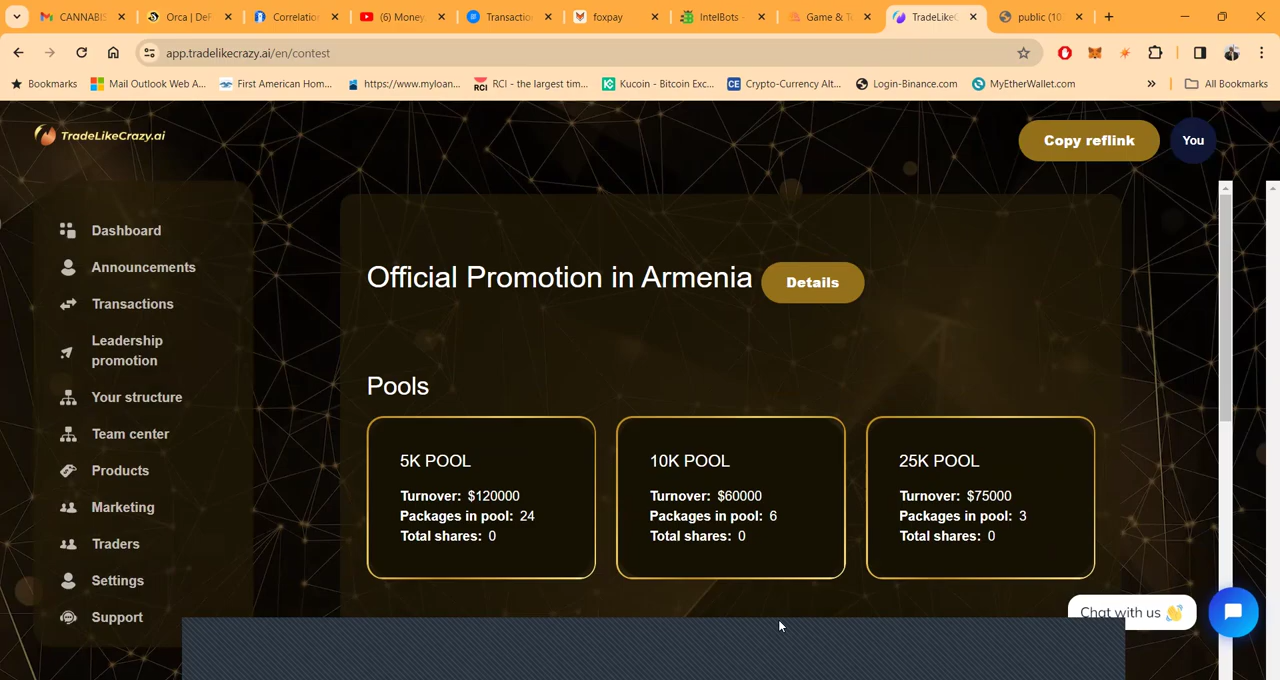 CANNABIS
Orca | DeF
Correlation
(6) Money
Transactio
foxpay
IntelBots -
Game & T
TradeLikeC
public (10
app.tradelikecrazy.ai/en/contest
Bookmarks
Mail Outlook Web A...
First American Hom...
https://www.myloan...
RCI - the largest tim...
Kucoin - Bitcoin Exc...
Crypto-Currency Alt...
Login-Binance.com
MyEtherWallet.com
»
All Bookmarks
TradeLikeCrazy.ai
Copy reflink
You
Dashboard
Announcements
Transactions
Leadership
promotion
Your structure
Team center
Products
Marketing
Traders
Settings
Support
Official Promotion in Armenia
Details
Pools
5K POOL
Turnover: $120000
Packages in pool: 24
Total shares: 0
10K POOL
Turnover: $60000
Packages in pool: 6
Total shares: 0
25K POOL
Turnover: $75000
Packages in pool: 3
Total shares: 0
Chat with us 👋